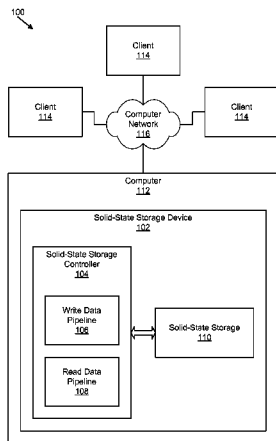 100
Client
114
Client
114
Computer
Network
116
Client
114
Computer
112
Solid-State Storage Device
102
Solid-State Storage
Controller
104
Write Data
Pipeline
106
Solid-State Storage
110
Read Data
Pipeline
108